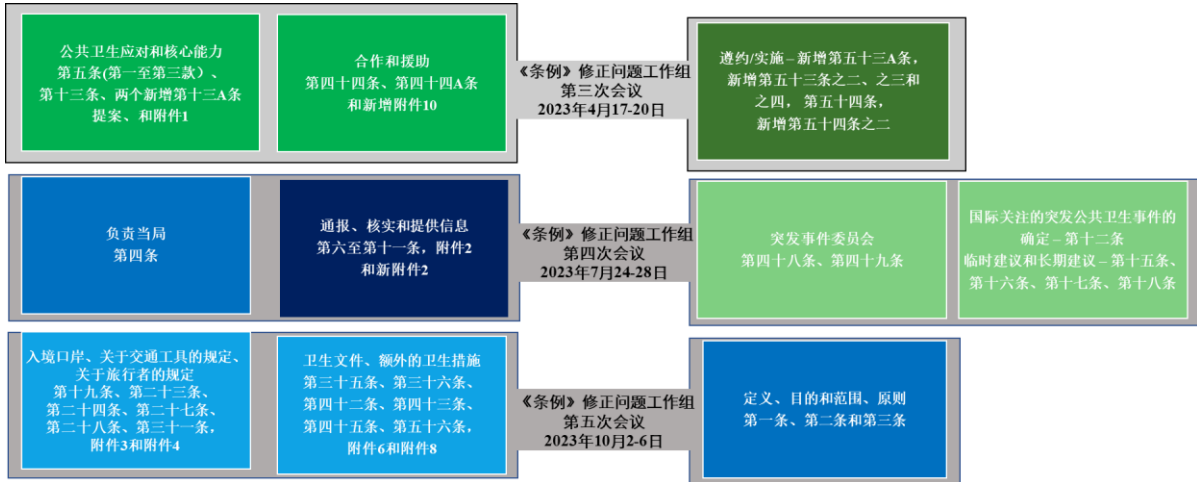 公共卫生应对和核心能力
第五条(第一至第三款）、
第十三条、两个新增第十三A条
提案、和附件1
合作和援助
第四十四条、第四十四A条
和新增附件10
《条例》修正问题工作组
第三次会议
2023年4月17-20日
遵约/实施 – 新增第五十三A条，
新增第五十三条之二、之三和
之四， 第五十四条，
新增第五十四条之二
负责当局
第四条
通报、核实和提供信息
第六至第十一条，附件2
和新附件2
《条例》修正问题工作组
第四次会议
2023年7月24-28日
突发事件委员会
第四十八条、第四十九条
国际关注的突发公共卫生事件的
确定 – 第十二条
临时建议和长期建议 – 第十五条、
第十六条、第十七条、第十八条
入境口岸、关于交通工具的规定、
关于旅行者的规定
第十九条、第二十三条、
第二十四条、第二十七条、
第二十八条、第三十一条，
附件3和附件4
卫生文件、额外的卫生措施
第三十五条、第三十六条、
第四十二条、第四十三条、
第四十五条、第五十六条，
附件6和附件8
《条例》修正问题工作组
第五次会议
2023年10月2-6日
定义、目的和范围、原则
第一条、第二条和第三条